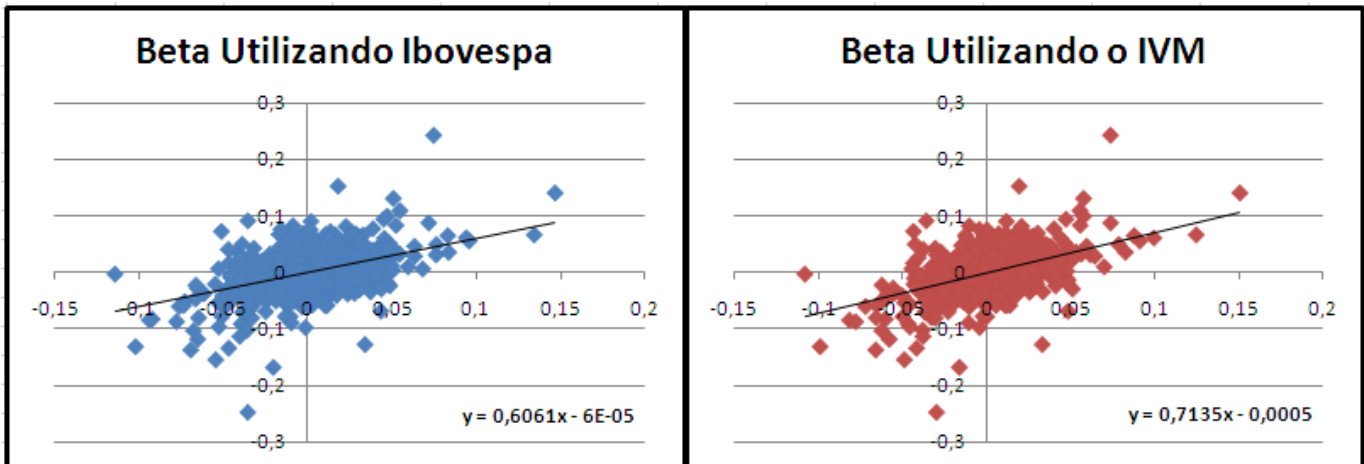 Beta Utilizando Ibovespa
0,3
0,2
0,1
0
-0,15 -0,1 -0,05 0 0,05 0,1 0,15 0,2
-0,1
-0,2
-0,3
y = 0,6061x - 6E-05
Beta Utilizando o IVM
0,3
0,2
0,1
0
-0,15 -0,1 -0,05 0 0,05 0,1 0,15 0,2
-0,1
-0,2
-0,3
y = 0,7135x - 0,0005